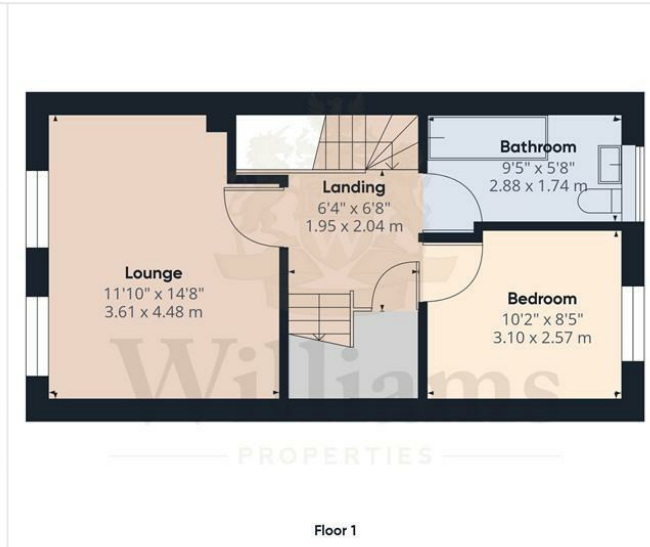 Bathroom
9'5" x 5'8"
2.88 x 1.74 m
Landing
6'4" x 6'8"
1.95 x 2.04 m
Lounge
11'10" x 14'8"
3.61 x 4.48 m
Bedroom
10'2" x 8'5"
3.10 x 2.57 m
Williams
PROPERTIES
Floor 1